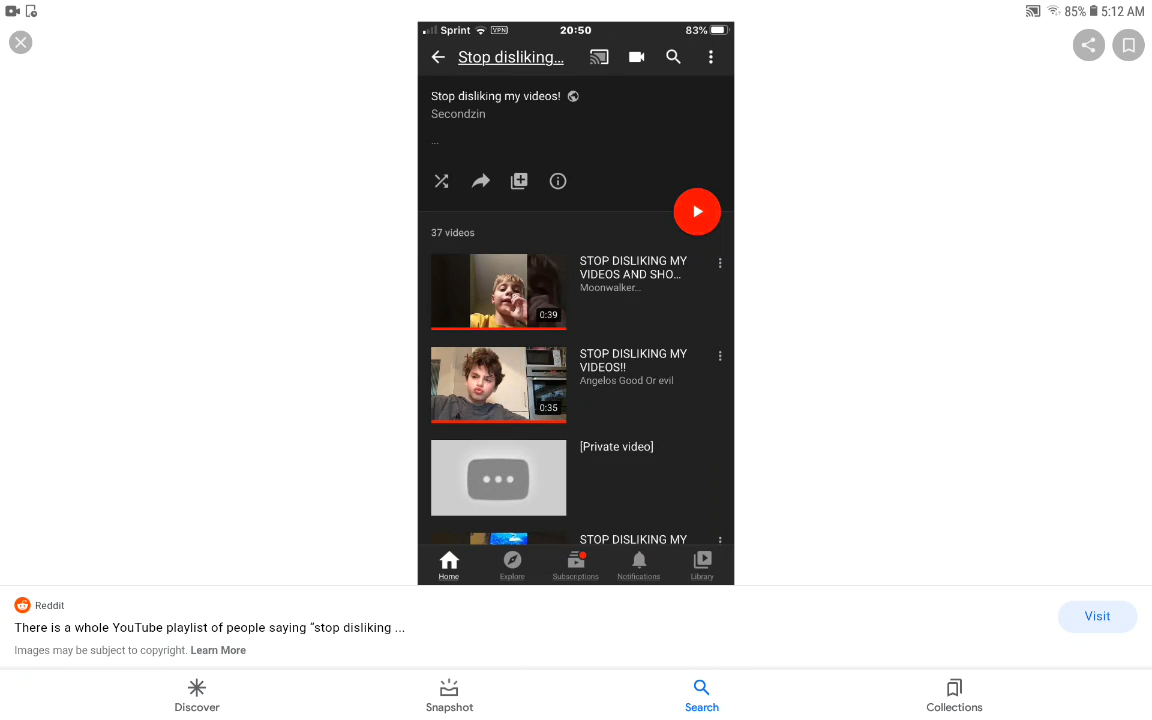 85% 5:12 AM
Sprint VPN 20:50 83%
Stop disliking...
Stop disliking my videos!
Secondzin
...
37 videos
STOP DISLIKING MY
VIDEOS AND SHO...
Moonwalker...
0:39
STOP DISLIKING MY
VIDEOS!!
Angelos Good Or evil
0:35
[Private video]
STOP DISLIKING MY
Home Explore Subscriptions Notifications Library
Reddit
There is a whole YouTube playlist of people saying “stop disliking ...
Visit
Images may be subject to copyright. Learn More
Discover Snapshot Search Collections